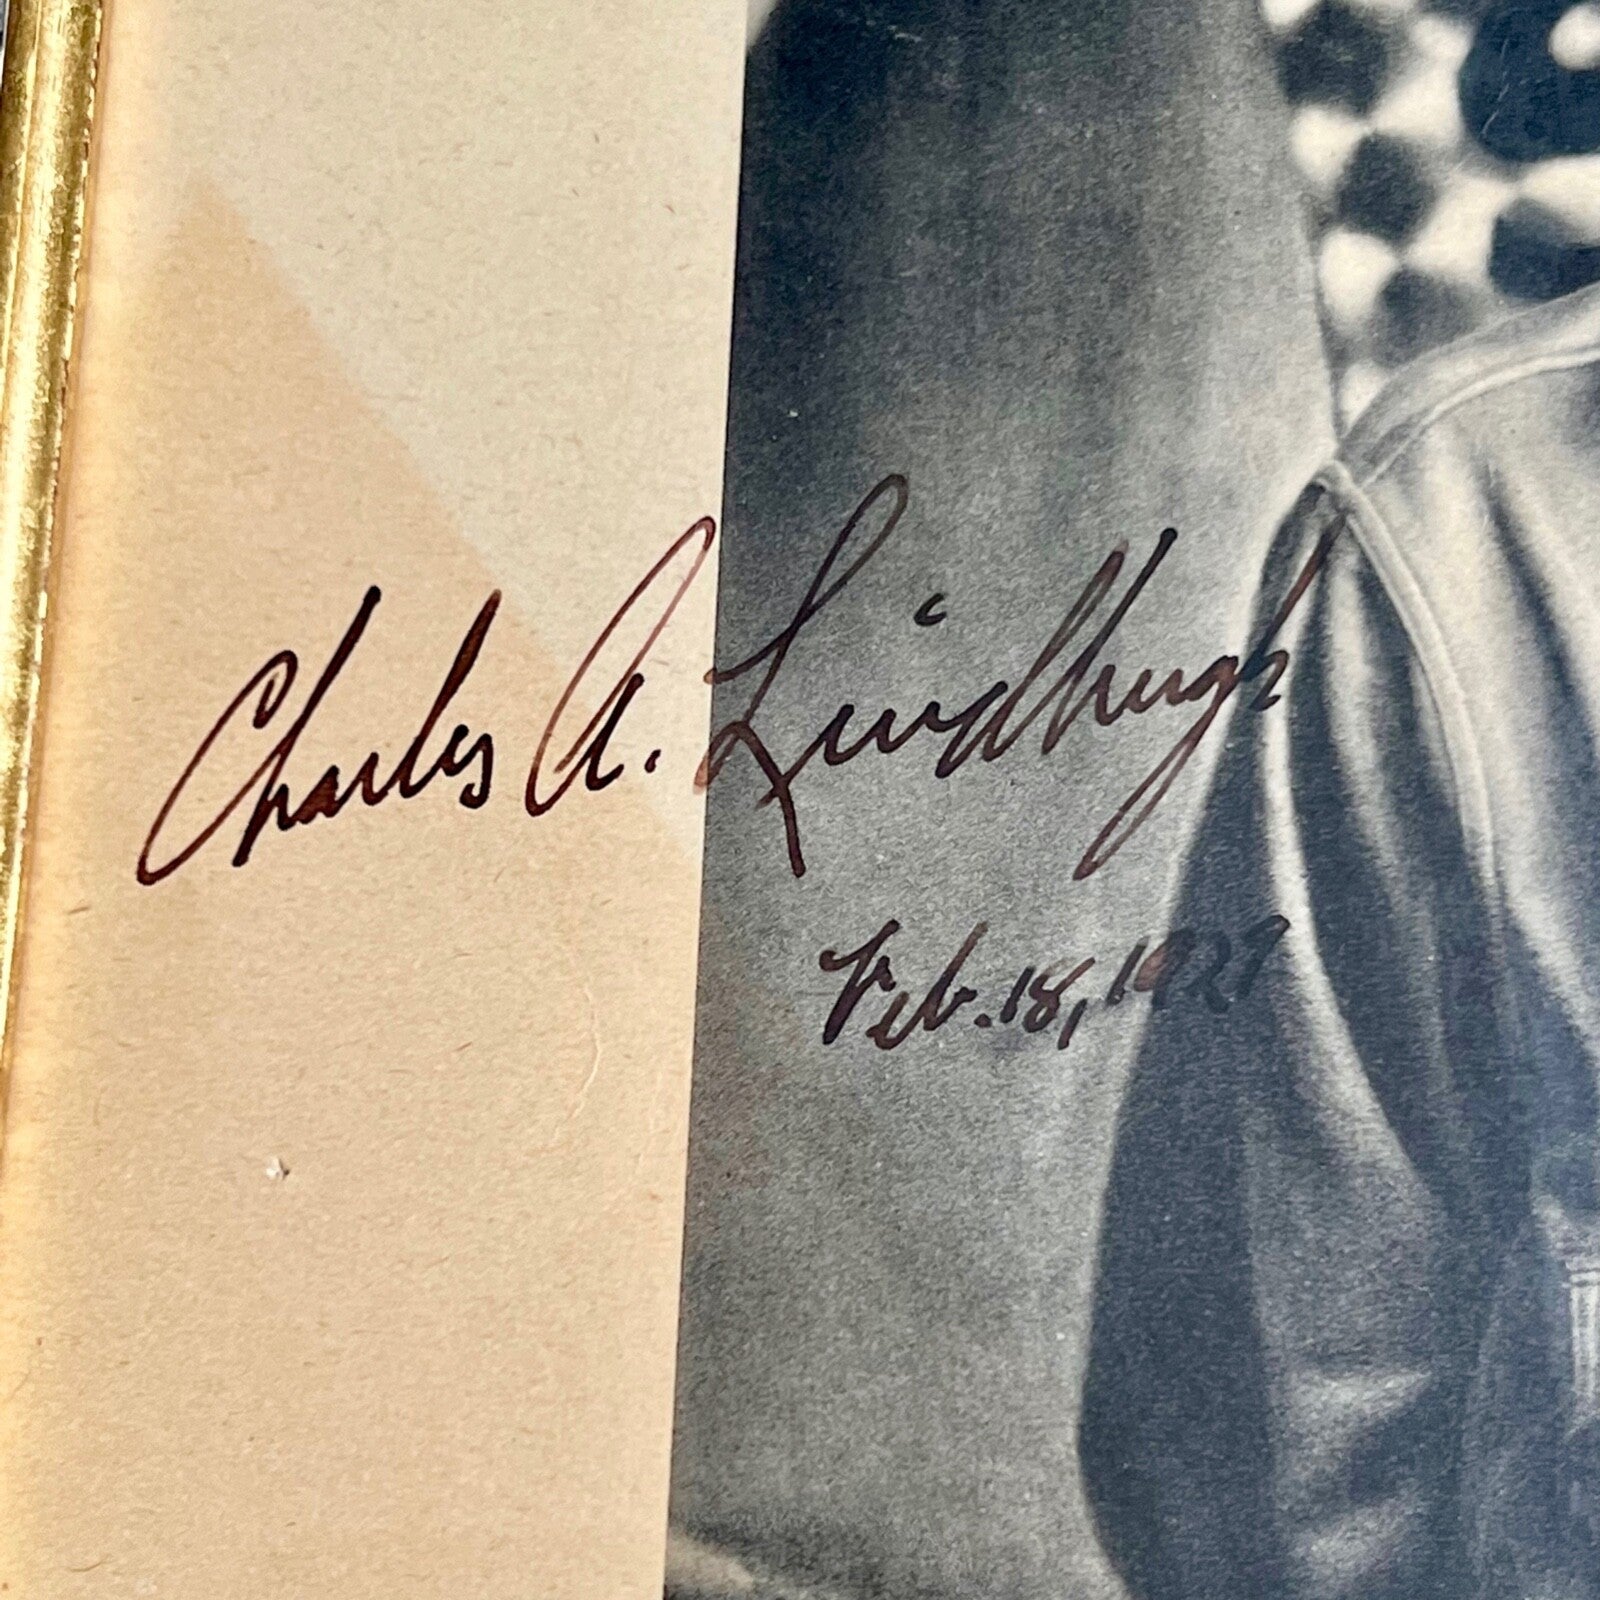 Charles A. Lindbergh
Feb. 18, 1927